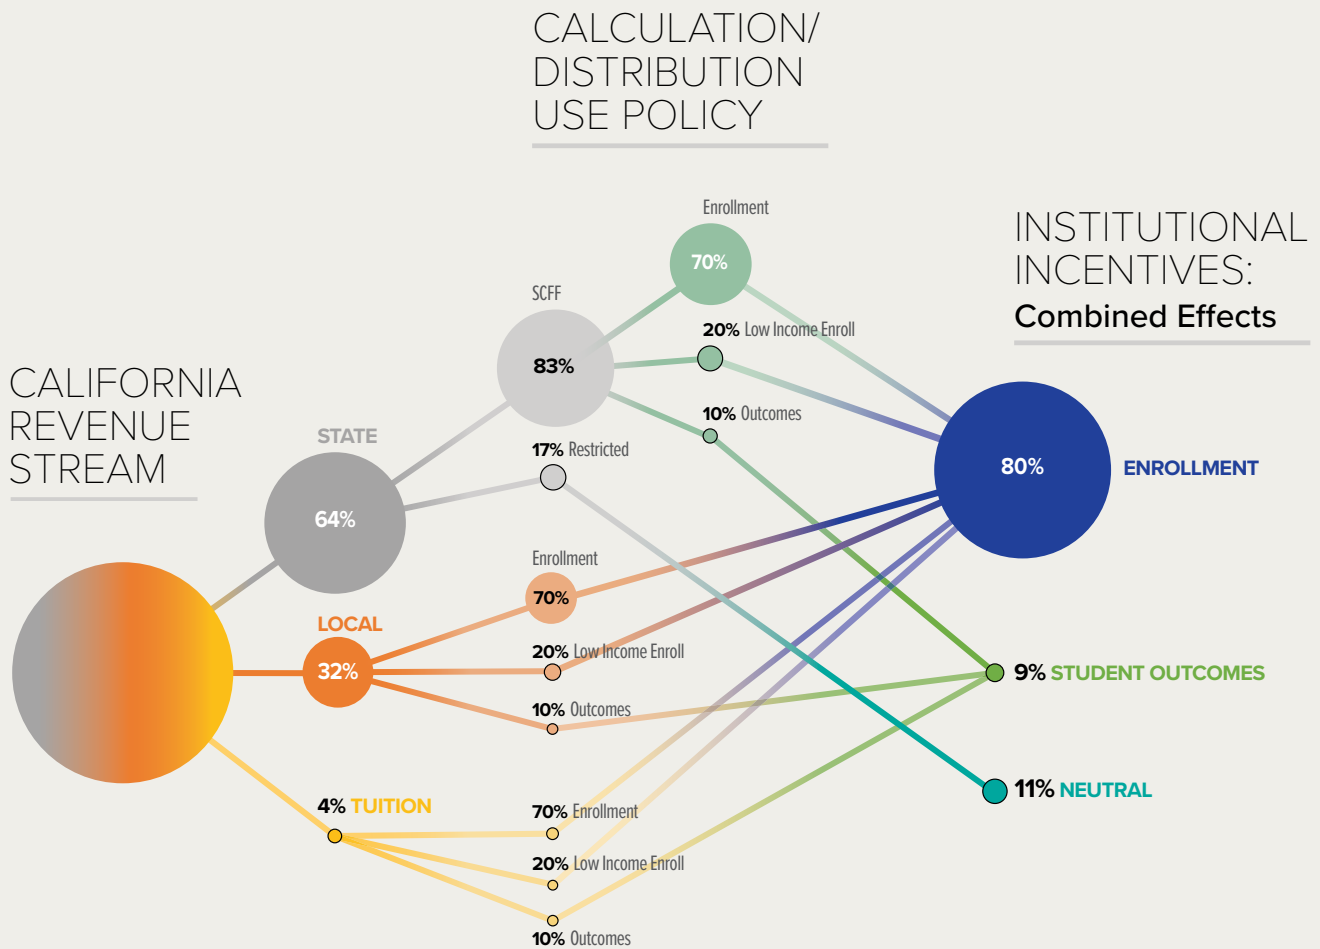 CALCULATION/
DISTRIBUTION
USE POLICY
Enrollment
70%
INSTITUTIONAL
INCENTIVES:
Combined Effects
SCFF
83%
20% Low Income Enroll
CALIFORNIA
REVENUE
STREAM
10% Outcomes
STATE
64%
17% Restricted
80%
ENROLLMENT
Enrollment
70%
LOCAL
32%
20% Low Income Enroll
10% Outcomes
9% STUDENT OUTCOMES
11% NEUTRAL
4% TUITION
70% Enrollment
20% Low Income Enroll
10% Outcomes